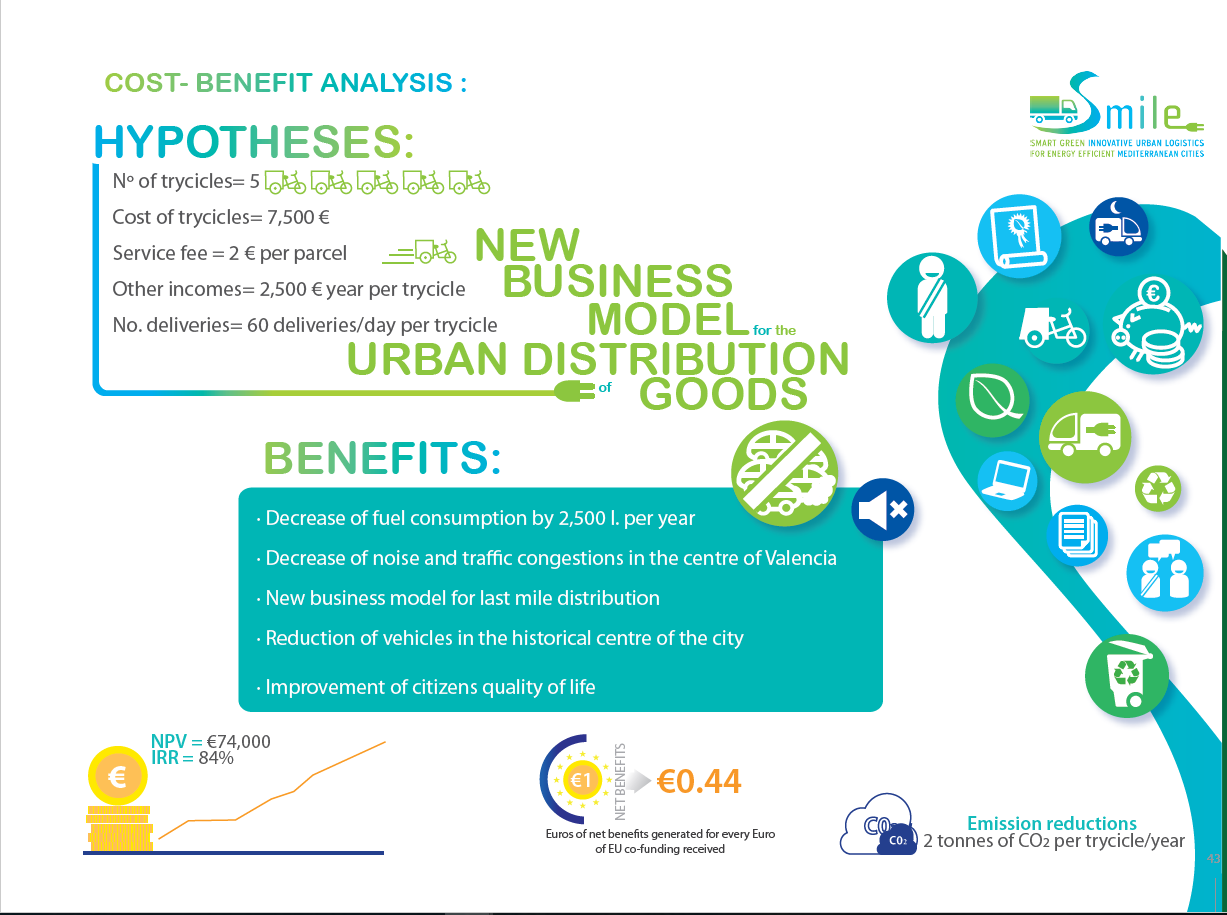 COST- BENEFIT ANALYSIS :
Smile
SMART GREEN INNOVATIVE URBAN LOGISTICS
FOR ENERGY EFFICIENT MEDITERRANEAN CITIES
HYPOTHESES:
Nº of trycicles= 5
Cost of trycicles= 7,500 €
Service fee = 2 € per parcel
Other incomes= 2,500 € year per trycicle
No. deliveries= 60 deliveries/day per trycicle
NEW
BUSINESS
MODEL for the
URBAN DISTRIBUTION
of GOODS
€
BENEFITS:
· Decrease of fuel consumption by 2,500 l. per year
· Decrease of noise and traffic congestions in the centre of Valencia
· New business model for last mile distribution
· Reduction of vehicles in the historical centre of the city
· Improvement of citizens quality of life
NPV = €74,000
IRR = 84%
€
€1
NET BENEFITS
€0.44
Euros of net benefits generated for every Euro
of EU co-funding received
CO2
CO2
Emission reductions
2 tonnes of CO2 per trycicle/year
43